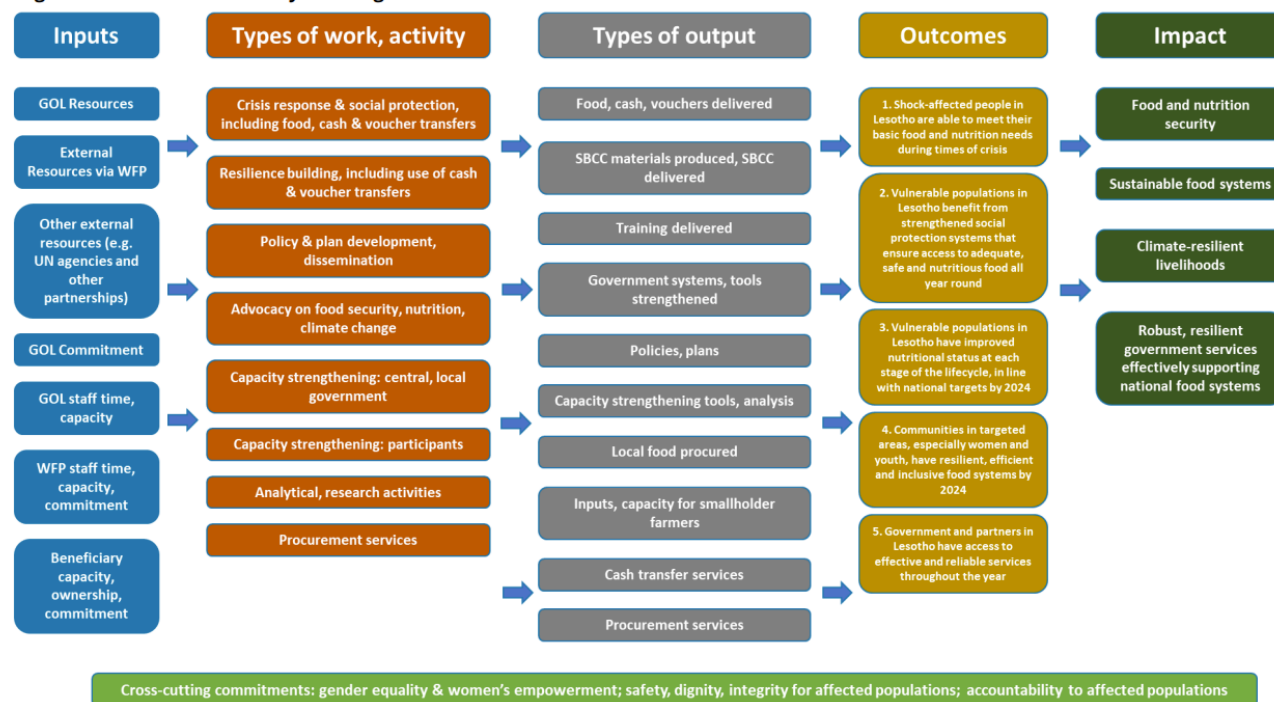 Inputs
Types of work, activity
Types of output
Outcomes
Impact
GOL Resources
External
Resources via WFP
Other external
resources (e.g.
UN agencies and
other
partnerships)
GOL Commitment
GOL staff time,
capacity
WFP staff time,
capacity,
commitment
Beneficiary
capacity,
ownership,
commitment
Crisis response & social protection,
including food, cash & voucher transfers
Resilience building, including use of cash
& voucher transfers
Policy & plan development,
dissemination
Advocacy on food security, nutrition,
climate change
Capacity strengthening: central, local
government
Capacity strengthening: participants
Analytical, research activities
Procurement services
Food, cash, vouchers delivered
SBCC materials produced, SBCC
delivered
Training delivered
Government systems, tools
strengthened
Policies, plans
Capacity strengthening tools, analysis
Local food procured
Inputs, capacity for smallholder
farmers
Cash transfer services
Procurement services
1. Shock-affected people in
Lesotho are able to meet their
basic food and nutrition needs
during times of crisis
2. Vulnerable populations in
Lesotho benefit from
strengthened social
protection systems that
ensure access to adequate,
safe and nutritious food all
year round
3. Vulnerable populations in
Lesotho have improved
nutritional status at each
stage of the lifecycle, in line
with national targets by 2024
4. Communities in targeted
areas, especially women and
youth, have resilient, efficient
and inclusive food systems by
2024
5. Government and partners in
Lesotho have access to
effective and reliable services
throughout the year
Food and nutrition
security
Sustainable food systems
Climate-resilient
livelihoods
Robust, resilient
government services
effectively supporting
national food systems
Cross-cutting commitments: gender equality & women's empowerment; safety, dignity, integrity for affected populations; accountability to affected populations